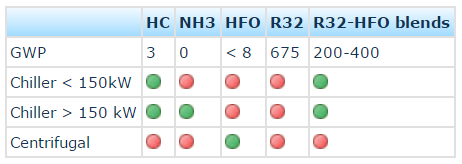 HC NH3 HFO R32 R32-HFO blends
GWP 3 0 < 8 675 200-400
Chiller < 150kW
Chiller > 150 kW
Centrifugal